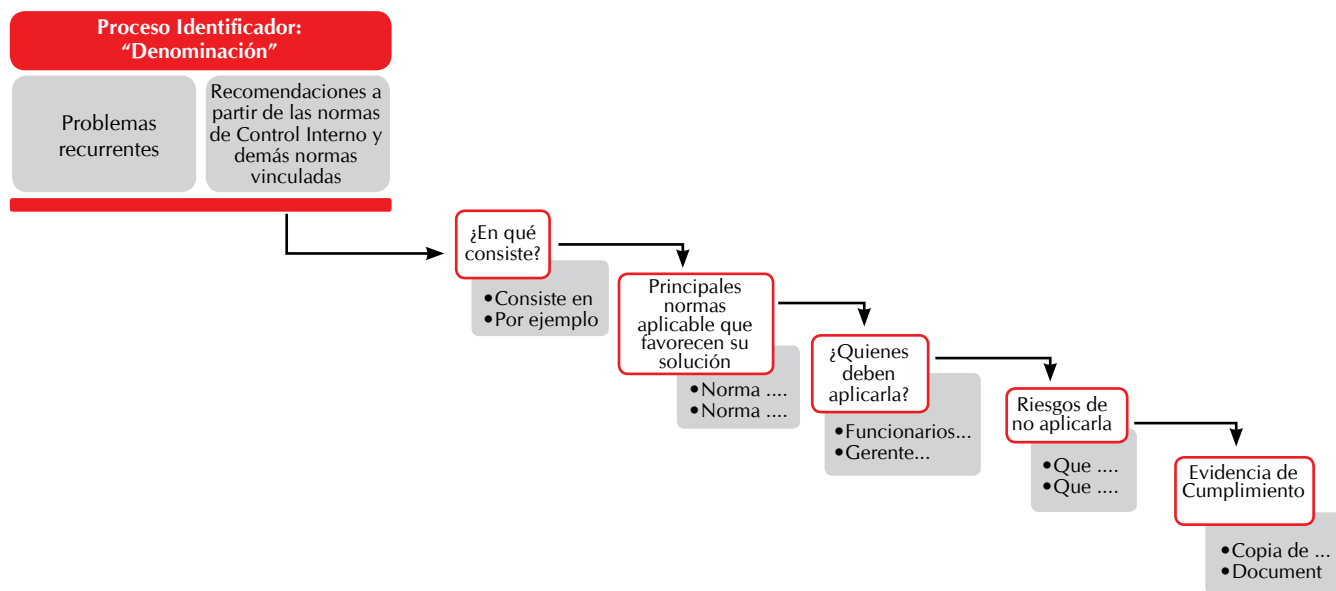 Proceso Identificador:
“Denominación”
Problemas
recurrentes
Recomendaciones a
partir de las normas
de Control Interno y
demás normas
vinculadas
¿En qué
consiste?
•Consiste en
•Por ejemplo
Principales
normas
aplicable que
favorecen su
solución
•Norma ....
•Norma ....
¿Quienes
deben
aplicarla?
•Funcionarios...
•Gerente...
Riesgos de
no aplicarla
•Que ....
•Que ....
Evidencia de
Cumplimiento
•Copia de ...
•Document